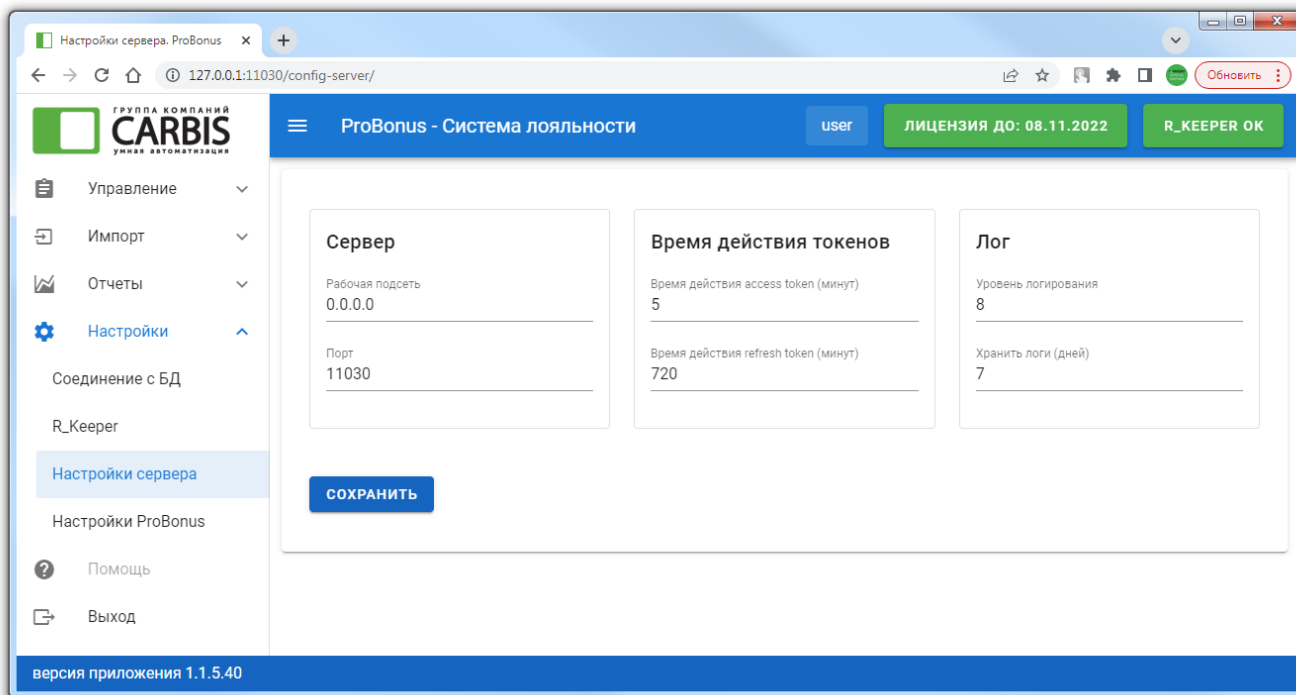 Настройки сервера. ProBonus
127.0.0.1:11030/config-server/
Обновить
ГРУППА КОМПАНИЙ
CARBIS
умная автоматизация
ProBonus - Система лояльности
user
ЛИЦЕНЗИЯ ДО: 08.11.2022
R_KEEPER OK
Управление
Импорт
Отчеты
Настройки
Соединение с БД
R_Keeper
Настройки сервера
Настройки ProBonus
Помощь
Выход
Сервер
Рабочая подсеть
0.0.0.0
Порт
11030
Время действия токенов
Время действия access token (минут)
5
Время действия refresh token (минут)
720
Лог
Уровень логирования
8
Хранить логи (дней)
7
СОХРАНИТЬ
версия приложения 1.1.5.40